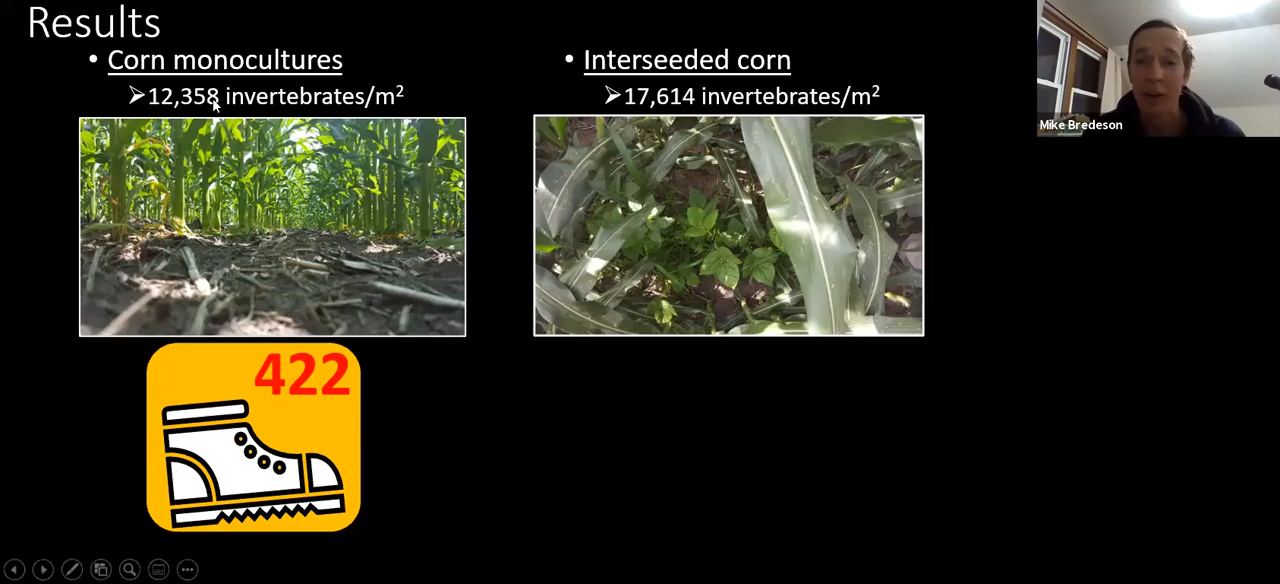 Results
• Corn monocultures
➢12,358 invertebrates/m²
• Interseeded corn
➢17,614 invertebrates/m²
422
Mike Bredeson